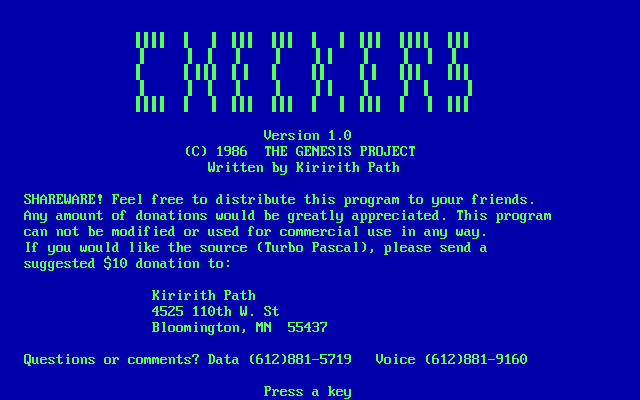 CHECKERS
Version 1.0
(C) 1986  THE GENESIS PROJECT
Written by Kiririth Path
SHAREWARE! Feel free to distribute this program to your friends.
Any amount of donations would be greatly appreciated. This program
can not be modified or used for commercial use in any way.
If you would like the source (Turbo Pascal), please send a
suggested $10 donation to:
Kiririth Path
4525 110th W. St
Bloomington, MN  55437
Questions or comments? Data (612)881-5719   Voice (612)881-9160
Press a key